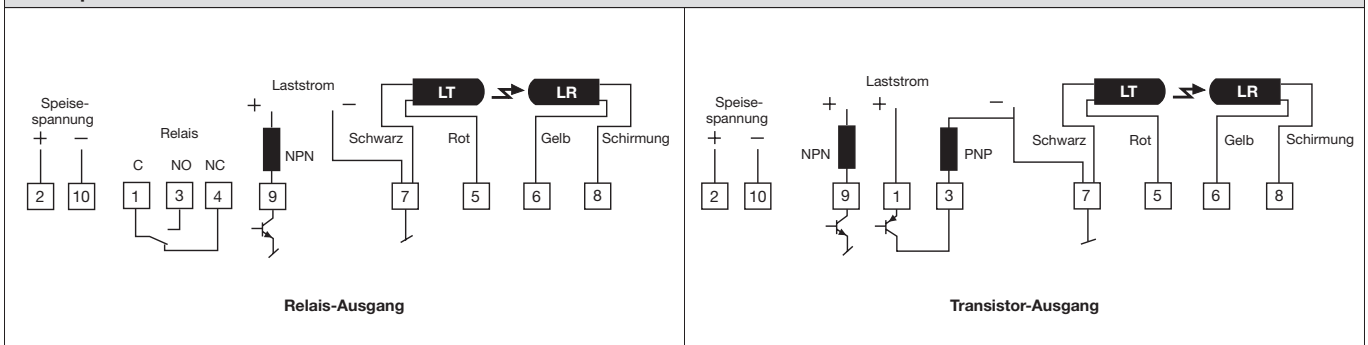 Speise-
spannung
+ −
2 10
Relais
C NO NC
1 3 4
Laststrom
+ −
NPN
9
LT LR
Schwarz Rot Gelb Schirmung
7 5 6 8
Relais-Ausgang
Speise-
spannung
+ −
2 10
Laststrom
+ + −
NPN PNP
9 1 3
LT LR
Schwarz Rot Gelb Schirmung
7 5 6 8
Transistor-Ausgang